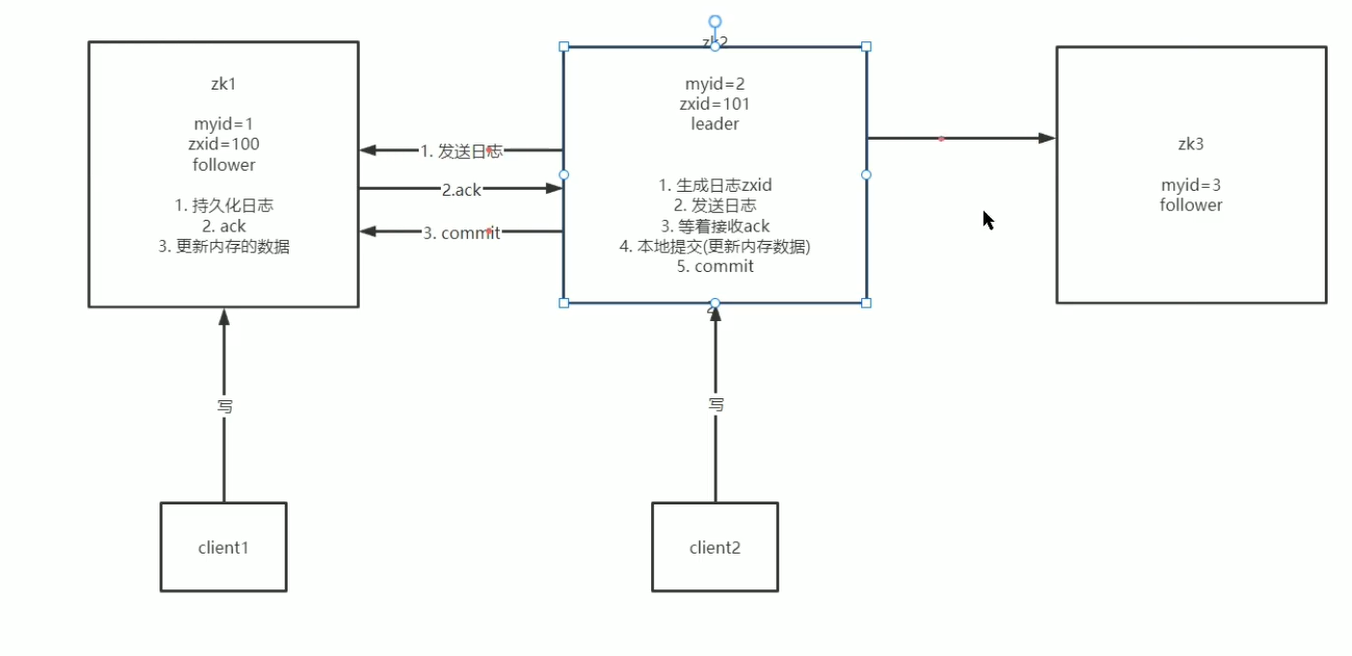 zk1
myid=1
zxid=100
follower
1. 持久化日志
2. ack
3. 更新内存的数据
1. 发送日志
2.ack
3. commit
zk2
myid=2
zxid=101
leader
1. 生成日志zxid
2. 发送日志
3. 等着接收ack
4. 本地提交(更新内存数据)
5. commit
zk3
myid=3
follower
写
写
client1
client2